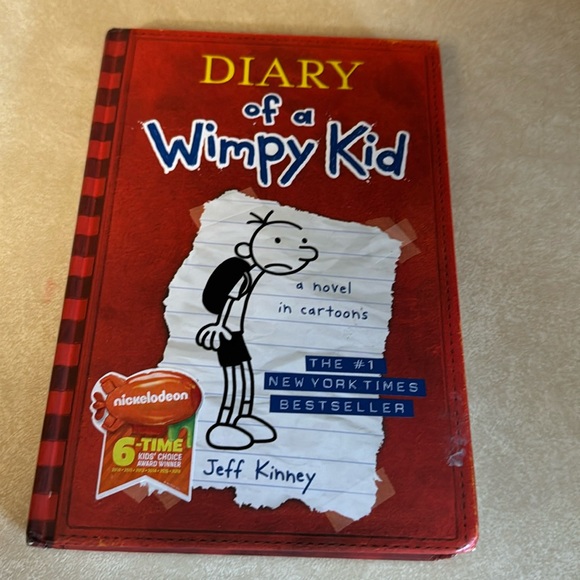 DIARY
of a
Wimpy Kid
a novel
in cartoons
THE #1
NEW YORK TIMES
BESTSELLER
nickelodeon
6-TIME
KIDS' CHOICE
AWARD WINNER
Jeff Kinney